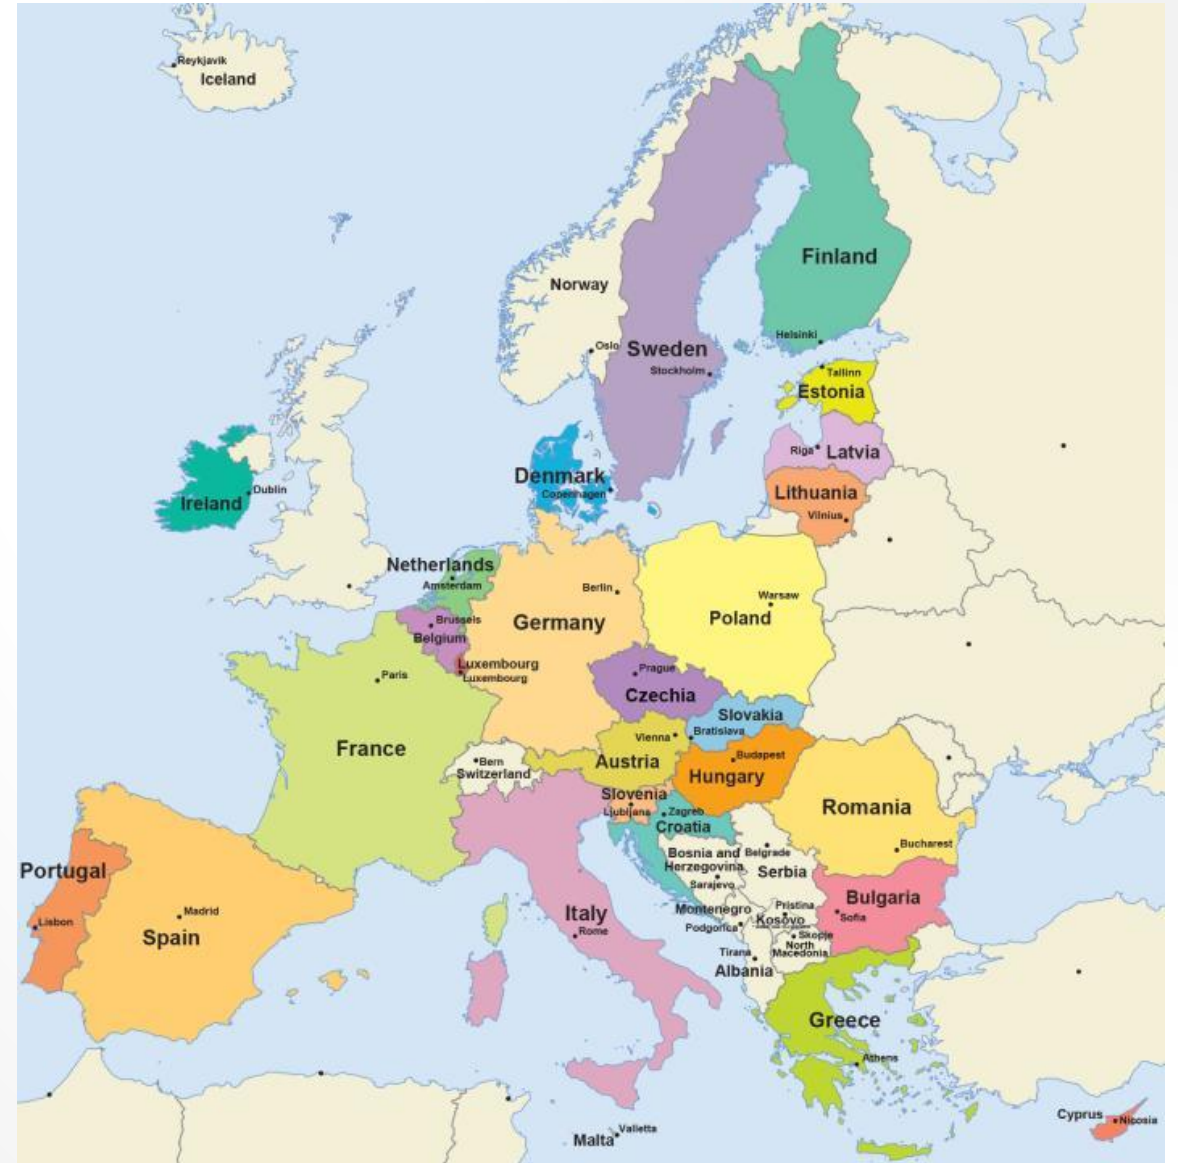 Reykjavik
Iceland
Finland
Norway
Helsinki
Oslo
Sweden
Stockholm
Tallinn
Estonia
Riga
Latvia
Denmark
Copenhagen
Lithuania
Vilnius
Dublin
Ireland
Netherlands
Amsterdam
Berlin
Warsaw
Poland
Brussels
Germany
Belgium
Luxembourg
Luxembourg
Paris
Prague
Czechia
Slovakia
Bratislava
Vienna
France
Austria
Budapest
Hungary
Bern
Switzerland
Slovenia
Ljubljana
Zagreb
Croatia
Romania
Bucharest
Bosnia and
Herzegovina
Sarajevo
Belgrade
Serbia
Portugal
Lisbon
Madrid
Spain
Italy
Rome
Montenegro
Podgorica
Pristina
Kosovo
Bulgaria
Sofia
Skopje
North
Macedonia
Tirana
Albania
Greece
Athens
Cyprus
Nicosia
Valletta
Malta